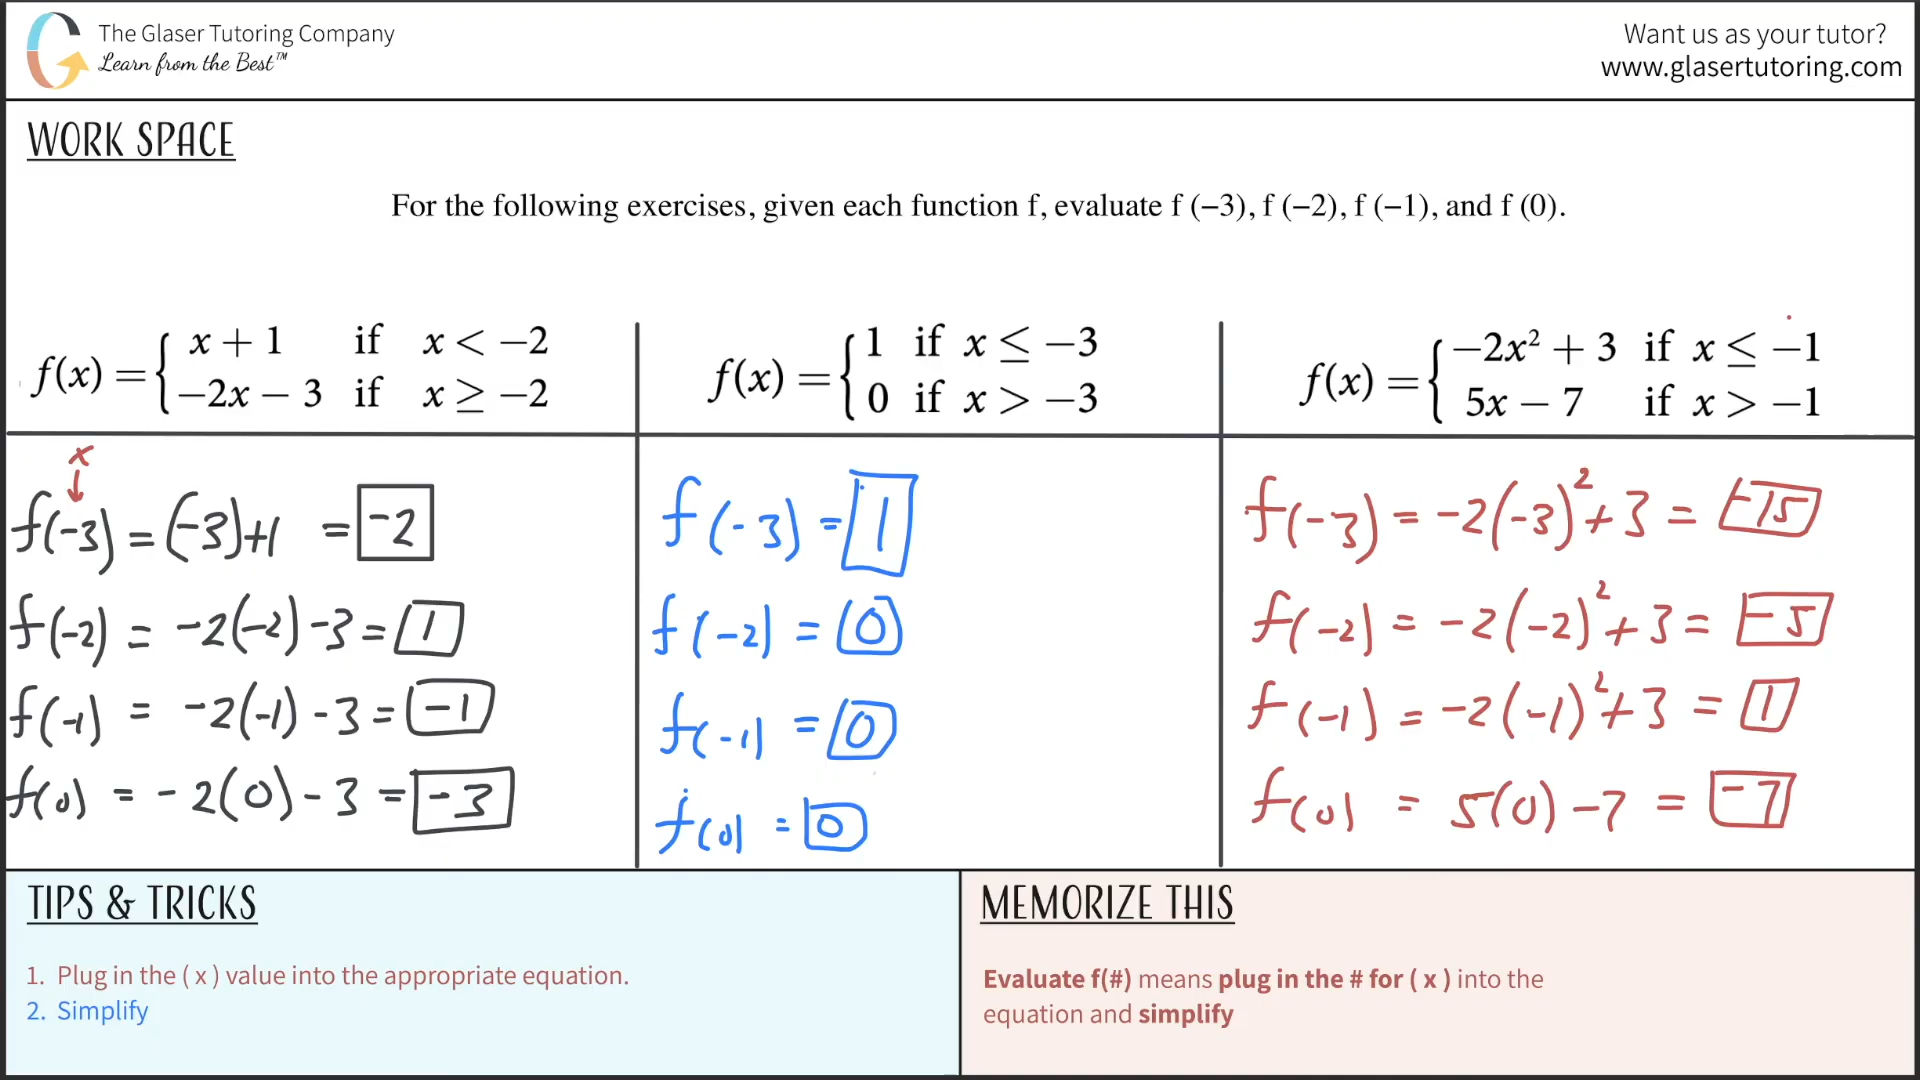 The Glaser Tutoring Company
Learn from the Best™
Want us as your tutor?
www.glasertutoring.com
WORK SPACE
For the following exercises, given each function f, evaluate f (−3), f (−2), f (−1), and f (0).
f(x) = { x + 1 if x < −2
−2x − 3 if x ≥ −2
f(x) = { 1 if x ≤ −3
0 if x > −3
f(x) = { −2x² + 3 if x ≤ −1
5x − 7 if x > −1
x
f(-3) = (-3)+1 = -2
f(-2) = -2(-2) -3 = 1
f(-1) = -2(-1) -3 = -1
f(0) = -2(0) -3 = -3
f(-3) = 1
f(-2) = 0
f(-1) = 0
f(0) = 0
f(-3) = -2(-3)²+3 = -15
f(-2) = -2(-2)²+3 = -5
f(-1) = -2(-1)²+3 = 1
f(0) = 5(0) -7 = -7
TIPS & TRICKS
1. Plug in the ( x ) value into the appropriate equation.
2. Simplify
MEMORIZE THIS
Evaluate f(#) means plug in the # for ( x ) into the
equation and simplify